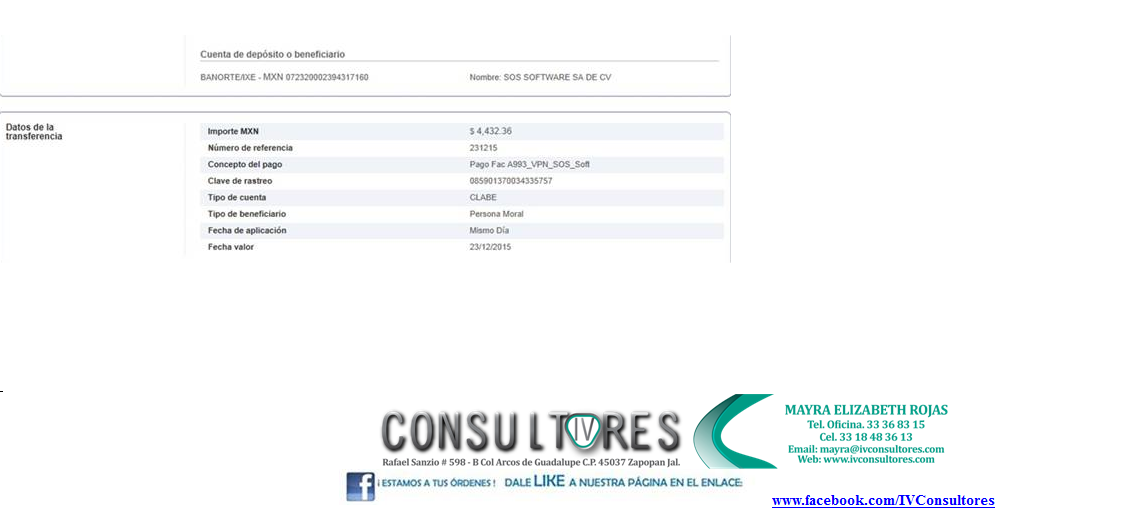 Cuenta de depósito o beneficiario
BANORTE/IXE - MXN 072320002394317160 Nombre: SOS SOFTWARE SA DE CV
Datos de la
transferencia
Importe MXN $ 4,432.36
Número de referencia 231215
Concepto del pago Pago Fac A993_VPN_SOS_Soft
Clave de rastreo 085901370034335757
Tipo de cuenta CLABE
Tipo de beneficiario Persona Moral
Fecha de aplicación Mismo Día
Fecha valor 23/12/2015
CONSULTORES
IV
Rafael Sanzio # 598 - B Col Arcos de Guadalupe C.P. 45037 Zapopan Jal.
MAYRA ELIZABETH ROJAS
Tel. Oficina. 33 36 83 15
Cel. 33 18 48 36 13
Email: mayra@ivconsultores.com
Web: www.ivconsultores.com
f ¡ ESTAMOS A TUS ÓRDENES ! DALE LIKE A NUESTRA PÁGINA EN EL ENLACE:
www.facebook.com/IVConsultores